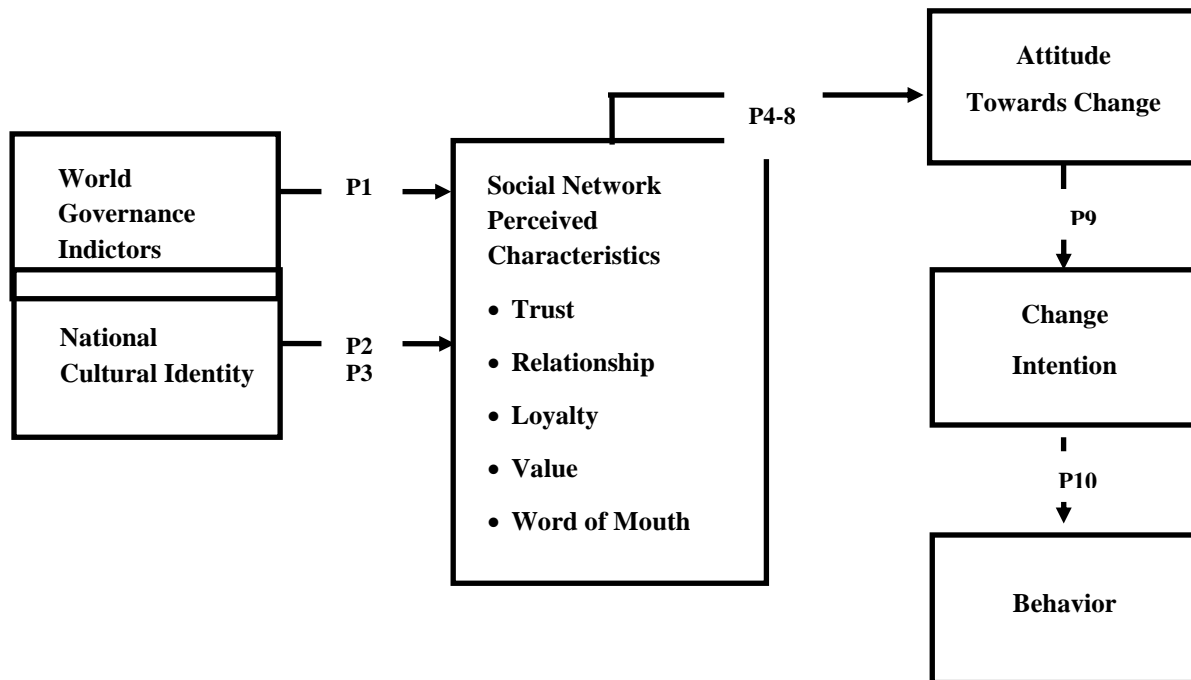 World
Governance
Indictors
P1
National
Cultural Identity
P2
P3
Social Network
Perceived
Characteristics
• Trust
• Relationship
• Loyalty
• Value
• Word of Mouth
P4-8
Attitude
Towards Change
P9
Change
Intention
P10
Behavior